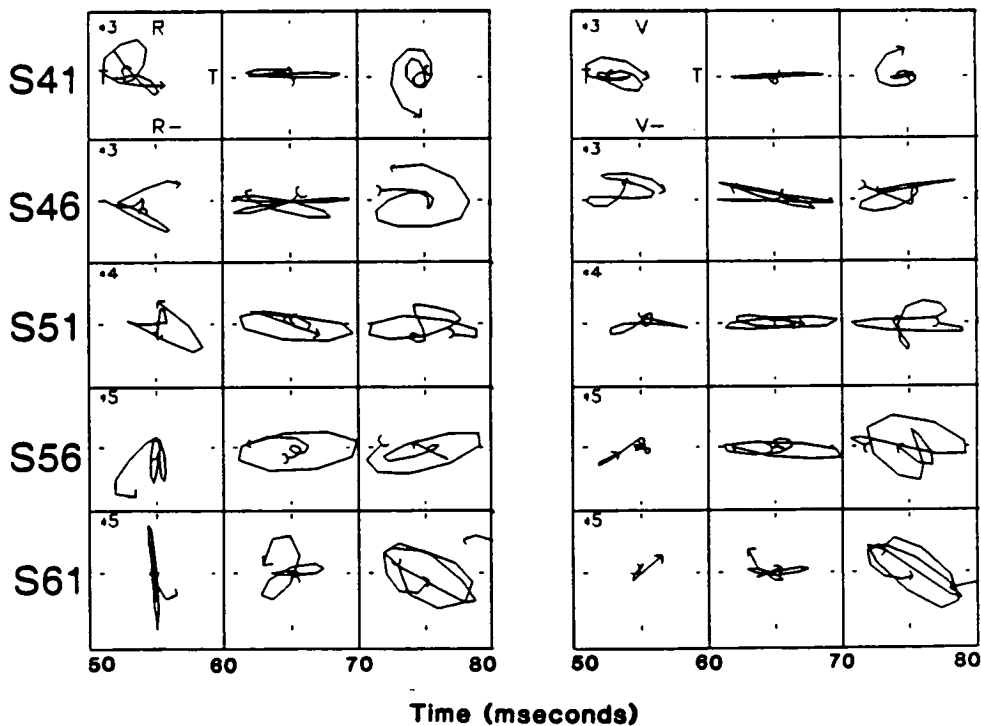 *3 R *3 V
S41 T T T T
R- V-
*3 *3
S46
*4 *4
S51
*5 *5
S56
*5 *5
S61
50 60 70 80 50 60 70 80
Time (mseconds)